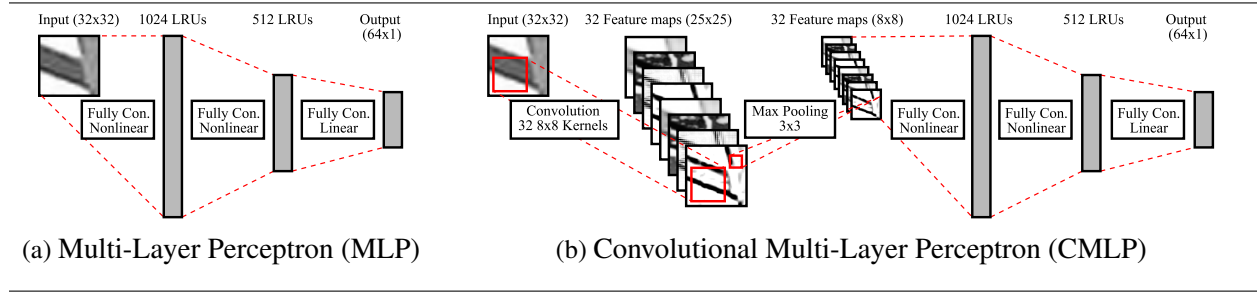 Input (32x32)
1024 LRUs
512 LRUs
Output
(64x1)
Fully Con.
Nonlinear
Fully Con.
Nonlinear
Fully Con.
Linear
(a) Multi-Layer Perceptron (MLP)
Input (32x32)
32 Feature maps (25x25)
32 Feature maps (8x8)
1024 LRUs
512 LRUs
Output
(64x1)
Convolution
32 8x8 Kernels
Max Pooling
3x3
Fully Con.
Nonlinear
Fully Con.
Nonlinear
Fully Con.
Linear
(b) Convolutional Multi-Layer Perceptron (CMLP)